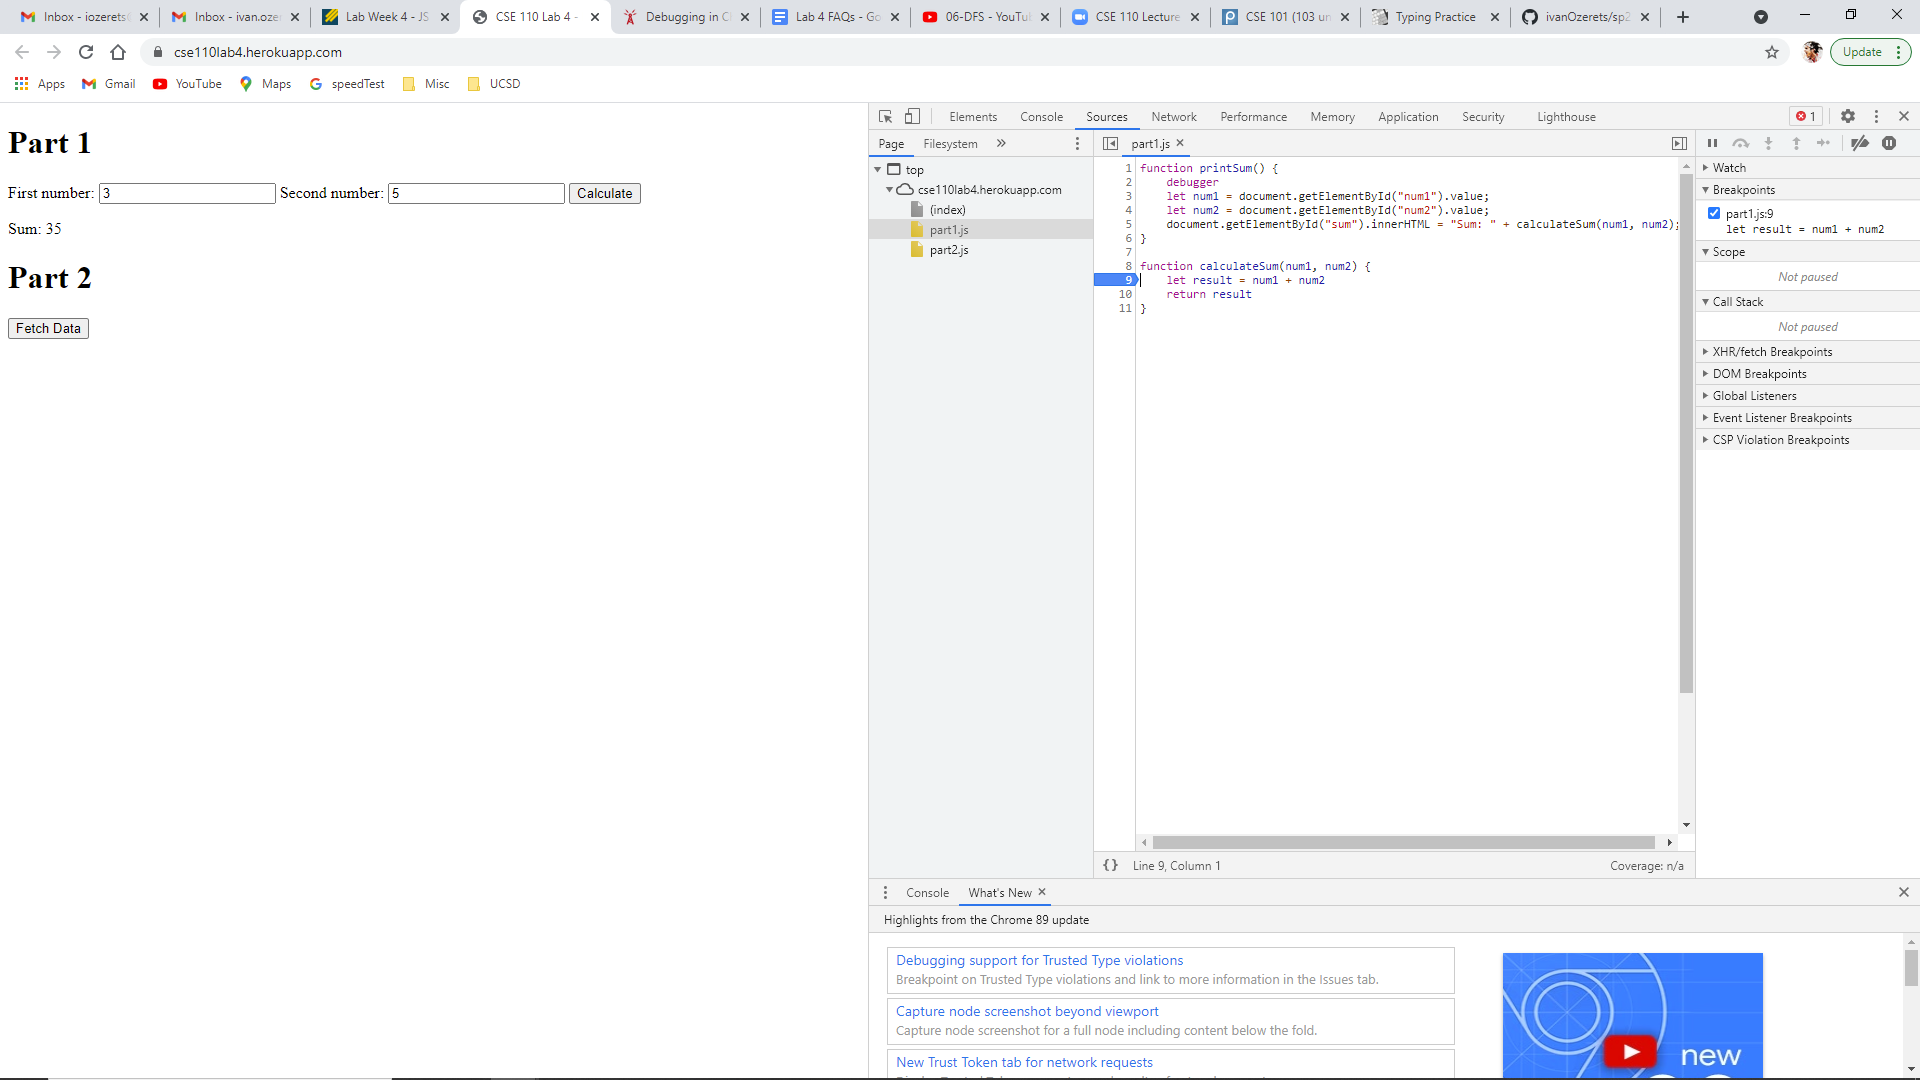 Inbox - iozerets
Inbox - ivan.ozer
Lab Week 4 - JS
CSE 110 Lab 4 -
Debugging in C
Lab 4 FAQs - Go
06-DFS - YouTu
CSE 110 Lecture
CSE 101 (103 un
Typing Practice
ivanOzerets/sp2
cse110lab4.herokuapp.com
Update
Apps
Gmail
YouTube
Maps
speedTest
Misc
UCSD
Part 1
First number: 3 Second number: 5 Calculate
Sum: 35
Part 2
Fetch Data
Elements Console Sources Network Performance Memory Application Security Lighthouse 1
Page Filesystem »
top
cse110lab4.herokuapp.com
(index)
part1.js
part2.js
part1.js
1 function printSum() {
2 debugger
3 let num1 = document.getElementById("num1").value;
4 let num2 = document.getElementById("num2").value;
5 document.getElementById("sum").innerHTML = "Sum: " + calculateSum(num1, num2);
6 }
7
8 function calculateSum(num1, num2) {
9 let result = num1 + num2
10 return result
11 }
{} Line 9, Column 1
Coverage: n/a
Watch
Breakpoints
part1.js:9
let result = num1 + num2
Scope
Not paused
Call Stack
Not paused
XHR/fetch Breakpoints
DOM Breakpoints
Global Listeners
Event Listener Breakpoints
CSP Violation Breakpoints
Console What's New
Highlights from the Chrome 89 update
Debugging support for Trusted Type violations
Breakpoint on Trusted Type violations and link to more information in the Issues tab.
Capture node screenshot beyond viewport
Capture node screenshot for a full node including content below the fold.
New Trust Token tab for network requests
new